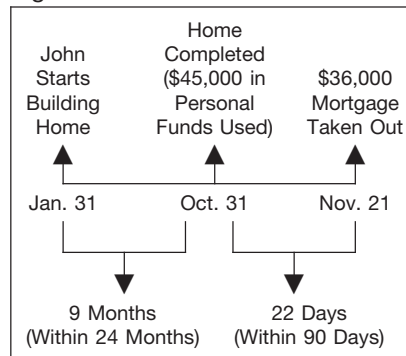 John
Starts
Building
Home
Home
Completed
($45,000 in
Personal
Funds Used)
$36,000
Mortgage
Taken Out
Jan. 31
Oct. 31
Nov. 21
9 Months
(Within 24 Months)
22 Days
(Within 90 Days)